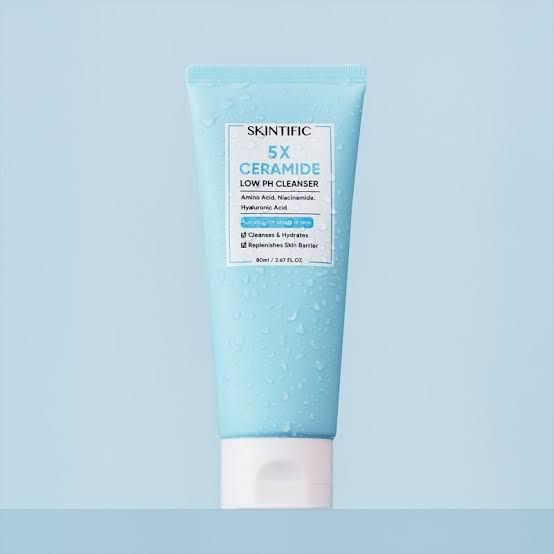 SKINTIFIC
5X
CERAMIDE
LOW PH CLEANSER
Amino Acid, Niacinamide,
Hyaluronic Acid
Cleanses & Hydrates
Replenishes Skin Barrier
80ml / 2.67 FL.OZ